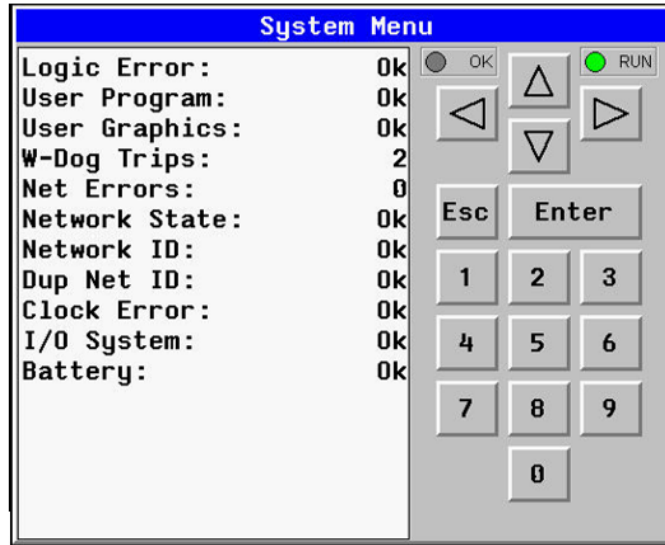 System Menu
Logic Error: Ok
User Program: Ok
User Graphics: Ok
W-Dog Trips: 2
Net Errors: 0
Network State: Ok
Network ID: Ok
Dup Net ID: Ok
Clock Error: Ok
I/O System: Ok
Battery: Ok
OK
RUN
Esc Enter
1 2 3
4 5 6
7 8 9
0